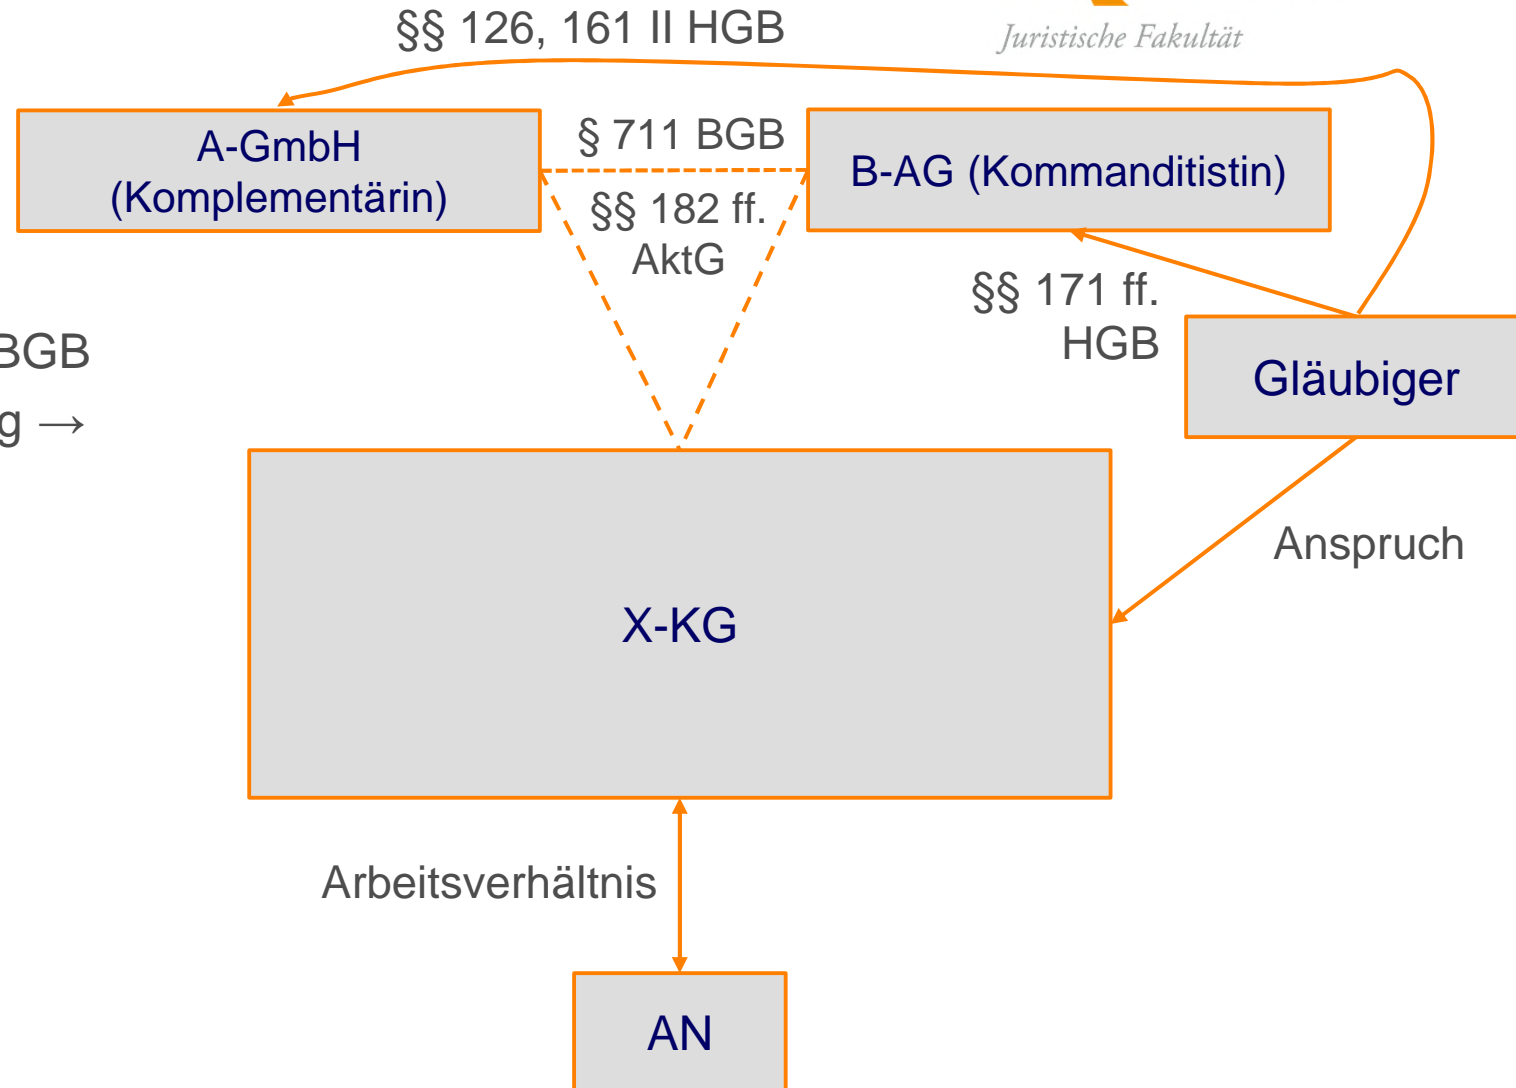 §§ 126, 161 II HGB
Juristische Fakultät
A-GmbH
(Komplementärin)
§ 711 BGB
§§ 182 ff.
AktG
B-AG (Kommanditistin)
§§ 171 ff.
HGB
BGB
g →
Gläubiger
Anspruch
X-KG
Arbeitsverhältnis
AN